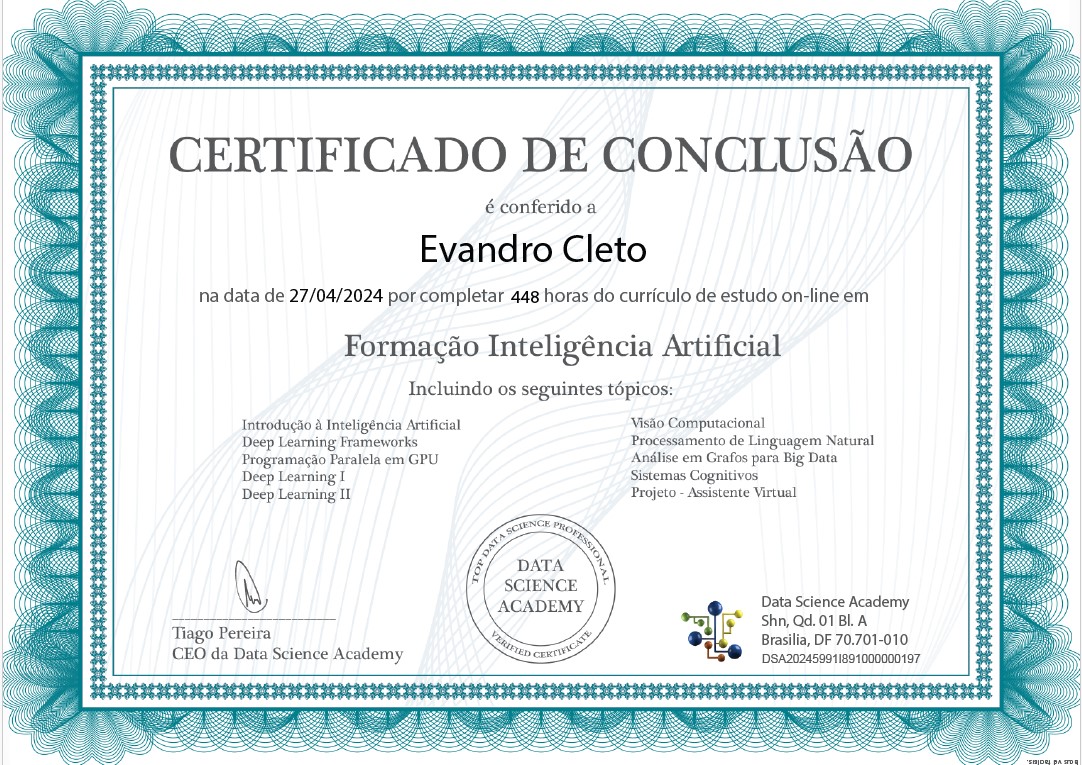 CERTIFICADO DE CONCLUSÃO
é conferido a
Evandro Cleto
na data de 27/04/2024 por completar 448 horas do currículo de estudo on-line em
Formação Inteligência Artificial
Incluindo os seguintes tópicos:
Introdução à Inteligência Artificial
Deep Learning Frameworks
Programação Paralela em GPU
Deep Learning I
Deep Learning II
Visão Computacional
Processamento de Linguagem Natural
Análise em Grafos para Big Data
Sistemas Cognitivos
Projeto - Assistente Virtual
TOP DATA SCIENCE PROFESSIONAL
DATA
SCIENCE
ACADEMY
VERIFIED CERTIFICATE
Tiago Pereira
CEO da Data Science Academy
Data Science Academy
Shn, Qd. 01 Bl. A
Brasilia, DF 70.701-010
DSA20245991I891000000197